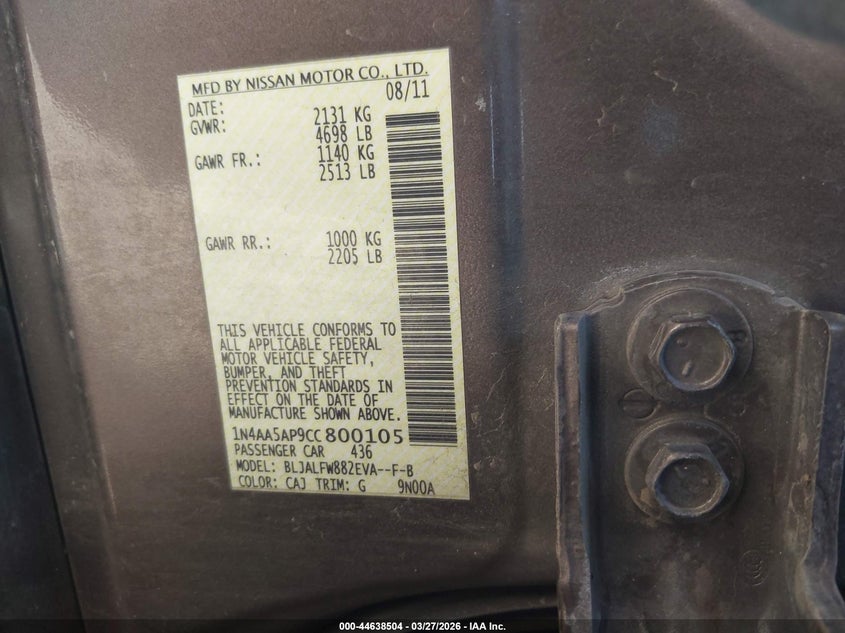 MFD BY NISSAN MOTOR CO., LTD.
DATE: 08/11
GVWR: 2131 KG
4698 LB
GAWR FR.: 1140 KG
2513 LB
GAWR RR.: 1000 KG
2205 LB
THIS VEHICLE CONFORMS TO
ALL APPLICABLE FEDERAL
MOTOR VEHICLE SAFETY,
BUMPER, AND THEFT
PREVENTION STANDARDS IN
EFFECT ON THE DATE OF
MANUFACTURE SHOWN ABOVE.
1N4AA5AP9CC800105
PASSENGER CAR 436
MODEL: BLJALFW882EVA--F-B
COLOR: CAJ TRIM: G 9N00A
000-44638504 | 03/27/2026 - IAA Inc.